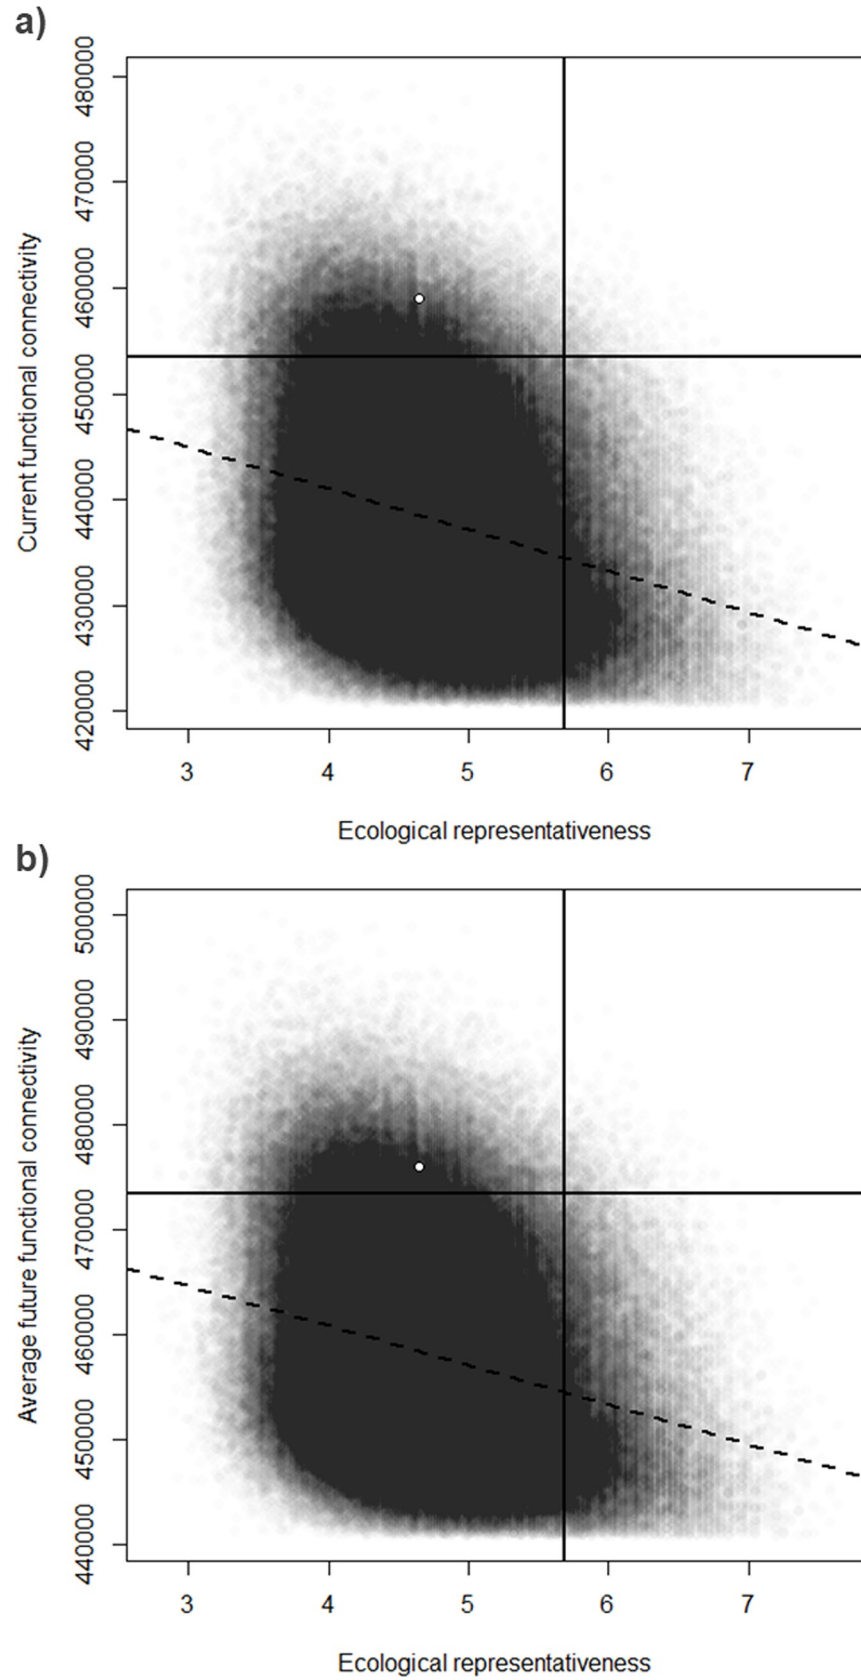 a)
480000
470000
460000
450000
440000
430000
420000
Current functional connectivity
3 4 5 6 7
Ecological representativeness
b)
500000
490000
480000
470000
460000
450000
440000
Average future functional connectivity
3 4 5 6 7
Ecological representativeness